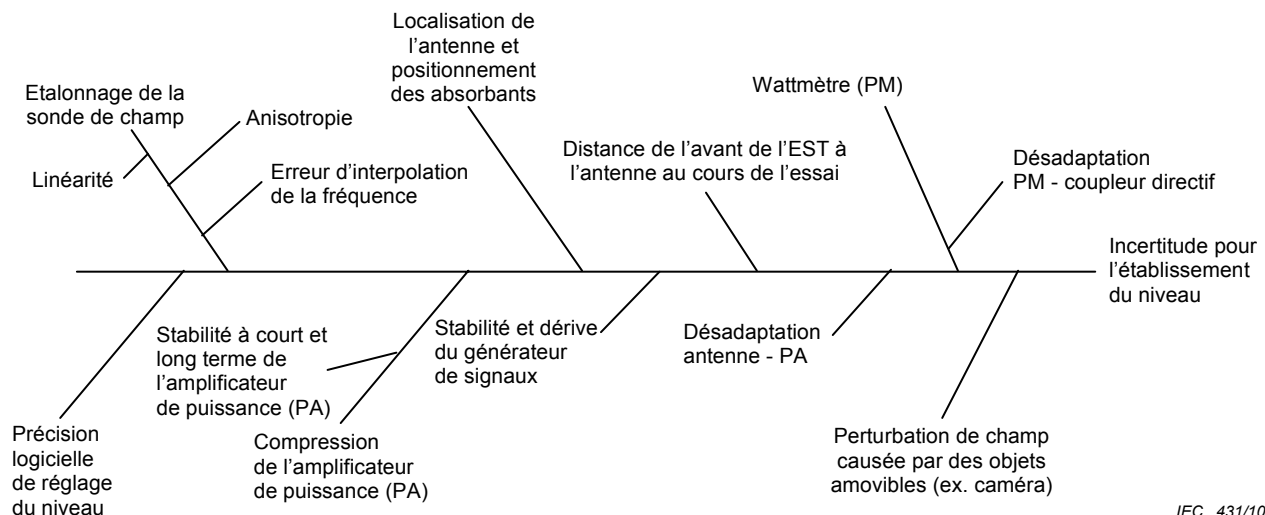 Localisation de
l’antenne et
positionnement
des absorbants
Etalonnage de la
sonde de champ
Anisotropie
Linéarité
Erreur d’interpolation
de la fréquence
Distance de l’avant de l’EST à
l’antenne au cours de l’essai
Wattmètre (PM)
Désadaptation
PM - coupleur directif
Incertitude pour
l’établissement
du niveau
Stabilité à court et
long terme de
l’amplificateur
de puissance (PA)
Stabilité et dérive
du générateur
de signaux
Désadaptation
antenne - PA
Précision
logicielle
de réglage
du niveau
Compression
de l’amplificateur
de puissance (PA)
Perturbation de champ
causée par des objets
amovibles (ex. caméra)
IEC 431/10